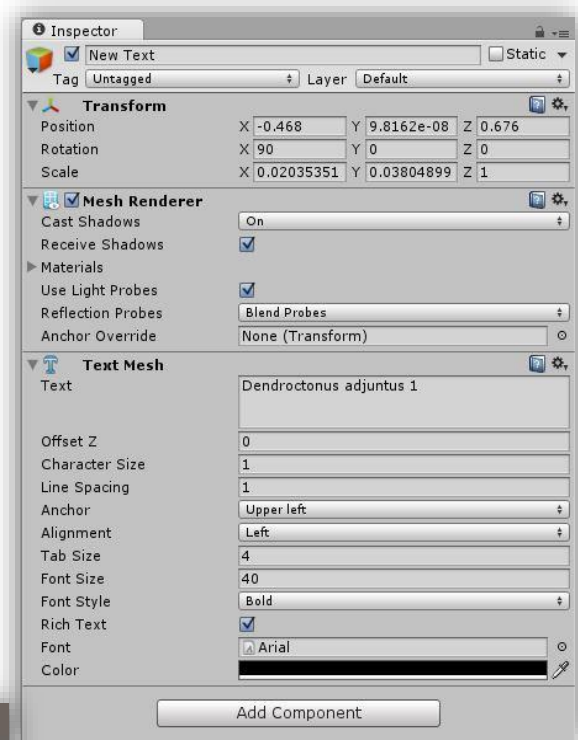 Inspector
New Text Static
Tag Untagged Layer Default
Transform
Position X -0.468 Y 9.8162e-08 Z 0.676
Rotation X 90 Y 0 Z 0
Scale X 0.02035351 Y 0.03804899 Z 1
Mesh Renderer
Cast Shadows On
Receive Shadows
Materials
Use Light Probes
Reflection Probes Blend Probes
Anchor Override None (Transform)
Text Mesh
Text Dendroctonus adjuntus 1
Offset Z 0
Character Size 1
Line Spacing 1
Anchor Upper left
Alignment Left
Tab Size 4
Font Size 40
Font Style Bold
Rich Text
Font Arial
Color
Add Component